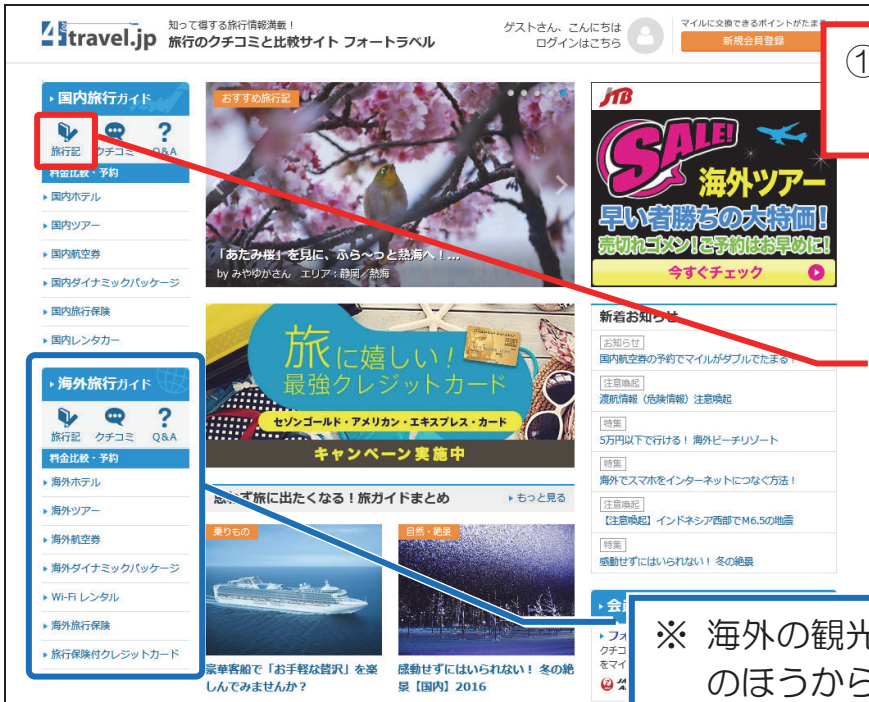 4travel.jp
知って得する旅行情報満載！
旅行のクチコミと比較サイト フォートラベル
ゲストさん、こんにちは
ログインはこちら
マイルに交換できるポイントがたまる
新規会員登録
①
国内旅行ガイド
旅行記 クチコミ Q&A
料金比較・予約
国内ホテル
国内ツアー
国内航空券
国内ダイナミックパッケージ
国内旅行保険
国内レンタカー
海外旅行ガイド
旅行記 クチコミ Q&A
料金比較・予約
海外ホテル
海外ツアー
海外航空券
海外ダイナミックパッケージ
Wi-Fi レンタル
海外旅行保険
旅行保険付クレジットカード
おすすめ旅行記
「あたみ桜」を見に、ふら～っと熱海へ！...
by みやゆかさん エリア：静岡／熱海
旅に嬉しい！
最強クレジットカード
セゾンゴールド・アメリカン・エキスプレス・カード
キャンペーン実施中
思わず旅に出たくなる！旅ガイドまとめ
もっと見る
乗りもの
豪華客船で「お手軽な贅沢」を楽
しんでみませんか？
自然・絶景
感動せずにはいられない！ 冬の絶
景【国内】2016
JTB
SALE!
海外ツアー
早い者勝ちの大特価!
売切れゴメン!ご予約はお早めに!
今すぐチェック
新着お知らせ
お知らせ
国内航空券の予約でマイルがダブルでたまる！
注意喚起
渡航情報（危険情報）注意喚起
特集
5万円以下で行ける！ 海外ビーチリゾート
特集
海外でスマホをインターネットにつなぐ方法！
注意喚起
【注意喚起】インドネシア西部でM6.5の地震
特集
感動せずにはいられない！ 冬の絶景
会
フォ
クチコ
をマイ
※ 海外の観光
のほうから